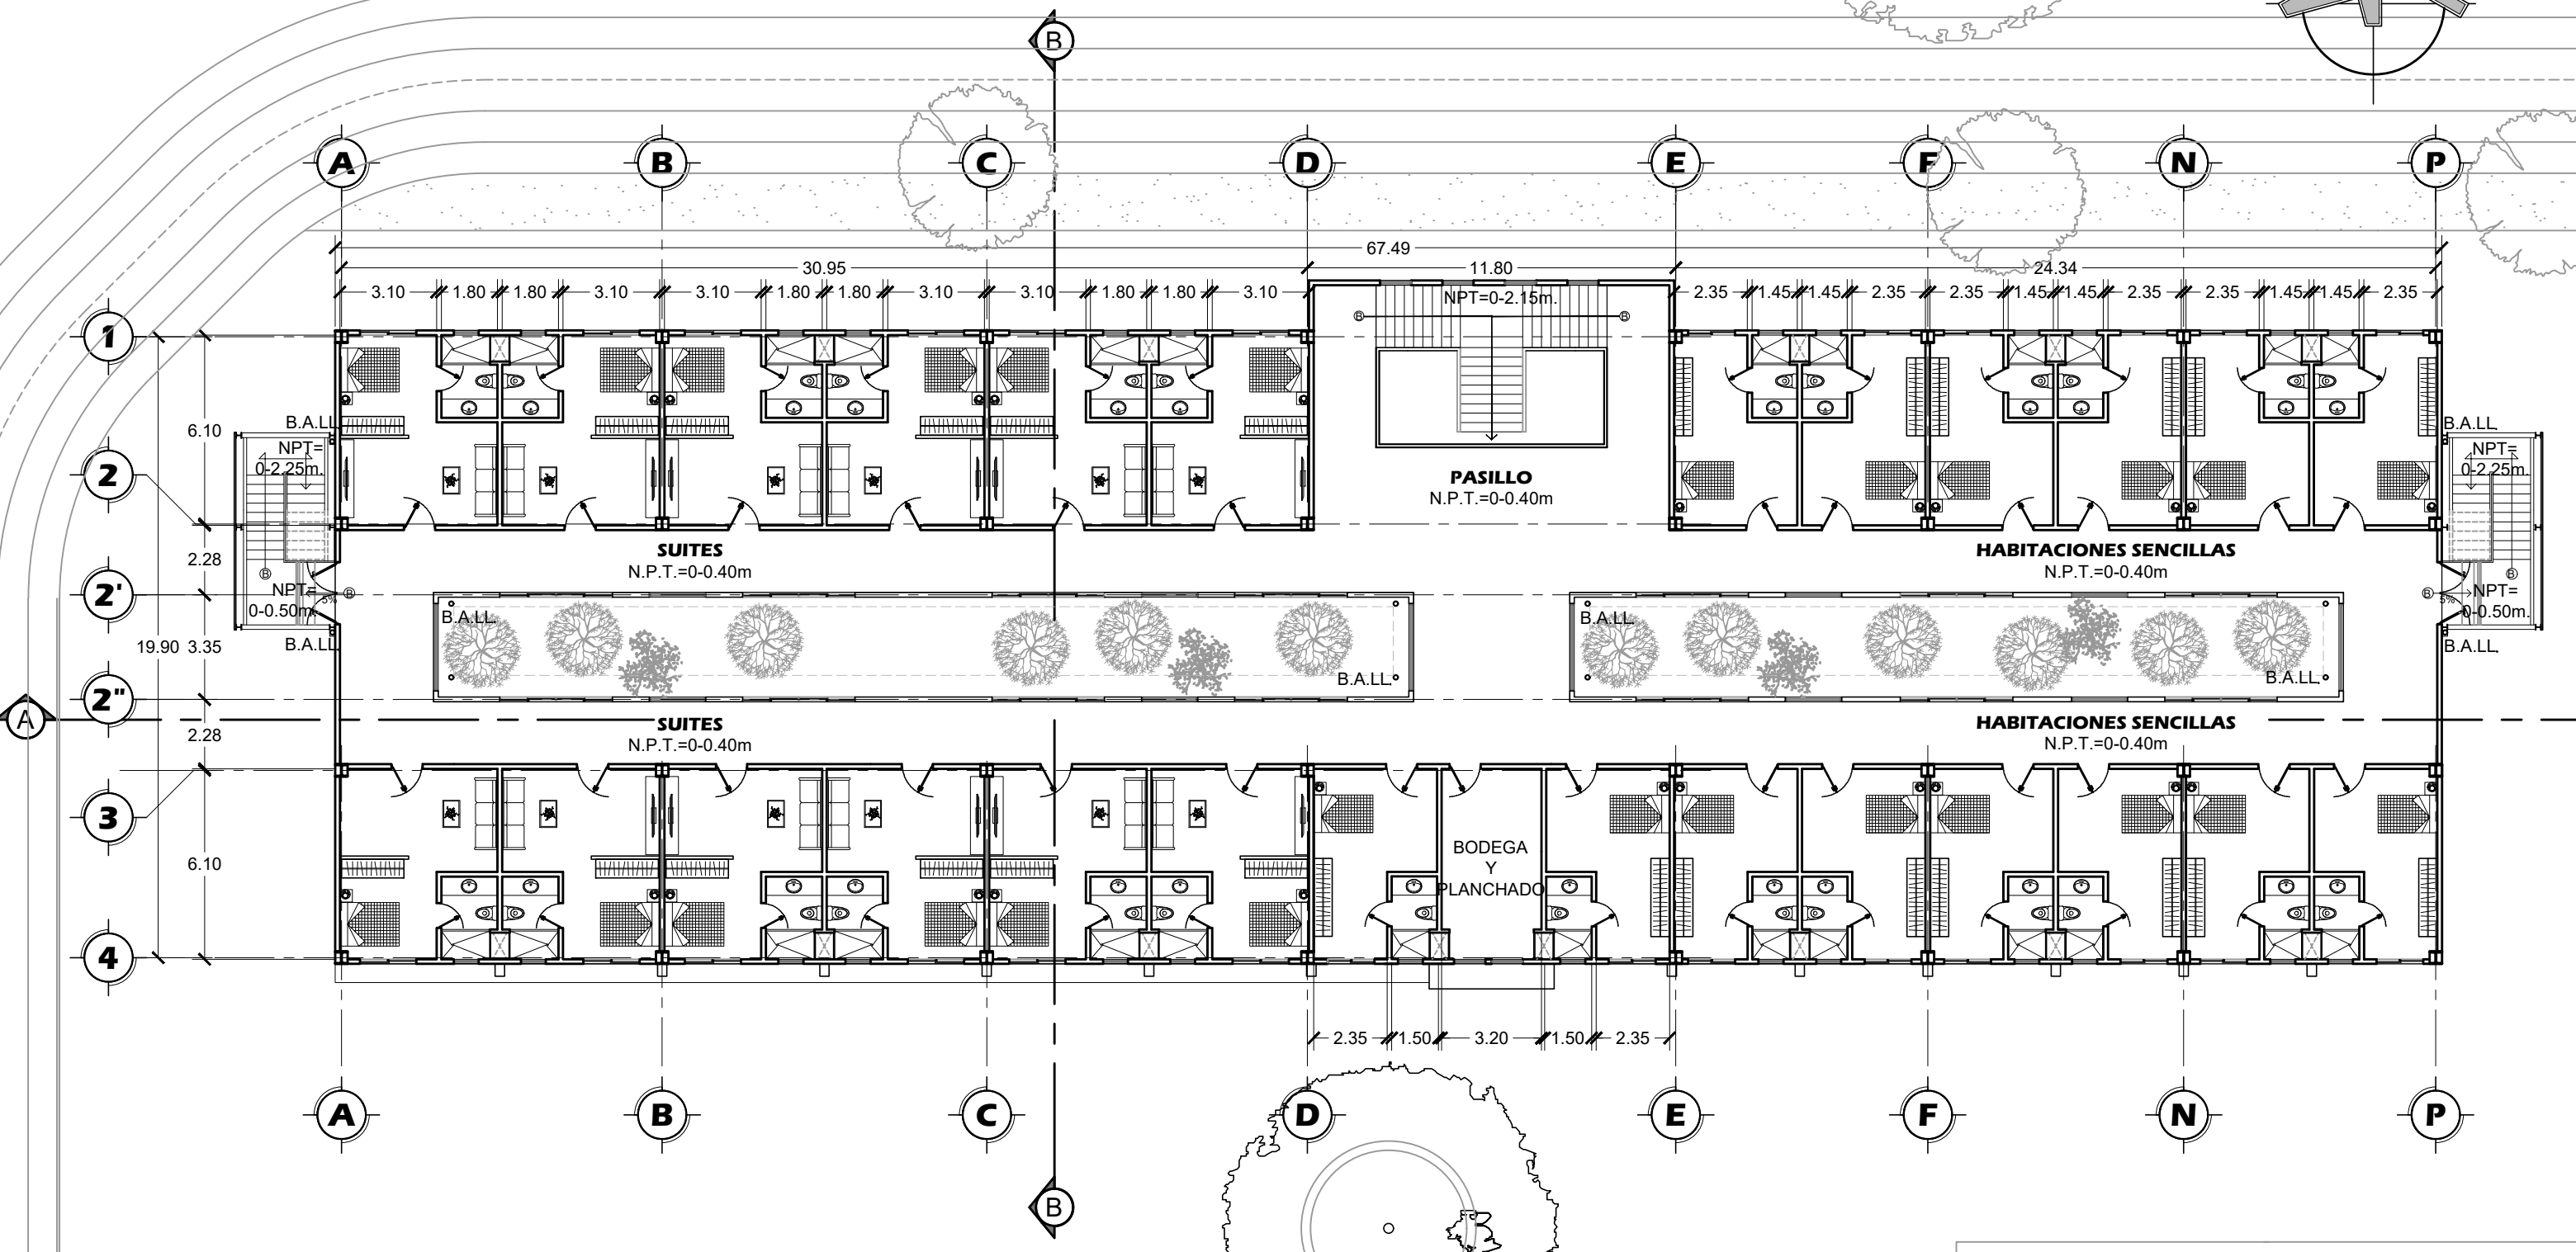 B
A B C D E F N P
67.49
30.95 11.80 24.34
3.10 1.80 1.80 3.10 3.10 1.80 1.80 3.10 3.10 1.80 1.80 3.10 NPT=0-2.15m. 2.35 1.45 1.45 2.35 2.35 1.45 1.45 2.35 2.35 1.45 1.45 2.35
B B
1
B.A.LL. B.A.LL.
6.10
NPT= NPT=
0-2.25m. 0-2.25m.
2
PASILLO
N.P.T.=0-0.40m
SUITES HABITACIONES SENCILLAS
2.28
N.P.T.=0-0.40m N.P.T.=0-0.40m
B B
2'
NPT= B B NPT=
5% 5%
0-0.50m. 0-0.50m.
B.A.LL. B.A.LL.
B.A.LL. B.A.LL.
19.90 3.35
B.A.LL. B.A.LL.
2"
A
SUITES HABITACIONES SENCILLAS
2.28
N.P.T.=0-0.40m N.P.T.=0-0.40m
3
BODEGA
Y
PLANCHADO
6.10
4
2.35 1.50 3.20 1.50 2.35
A B C D E F N P
B